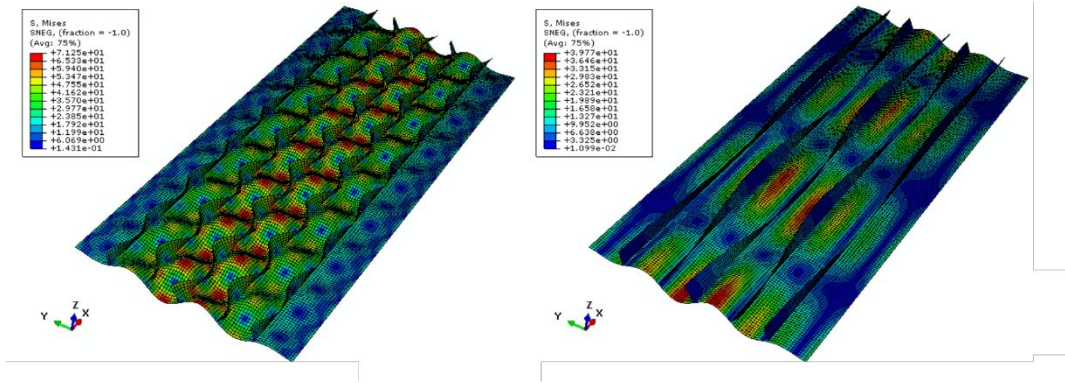 S, Mises
SNEG, (fraction = -1.0)
(Avg: 75%)
+7.125e+01
+6.533e+01
+5.940e+01
+5.347e+01
+4.755e+01
+4.162e+01
+3.570e+01
+2.977e+01
+2.385e+01
+1.792e+01
+1.199e+01
+6.069e+00
+1.431e-01
Y
Z
X
S, Mises
SNEG, (fraction = -1.0)
(Avg: 75%)
+3.977e+01
+3.646e+01
+3.315e+01
+2.983e+01
+2.652e+01
+2.321e+01
+1.989e+01
+1.658e+01
+1.327e+01
+9.952e+00
+6.638e+00
+3.325e+00
+1.099e-02
Y
Z
X